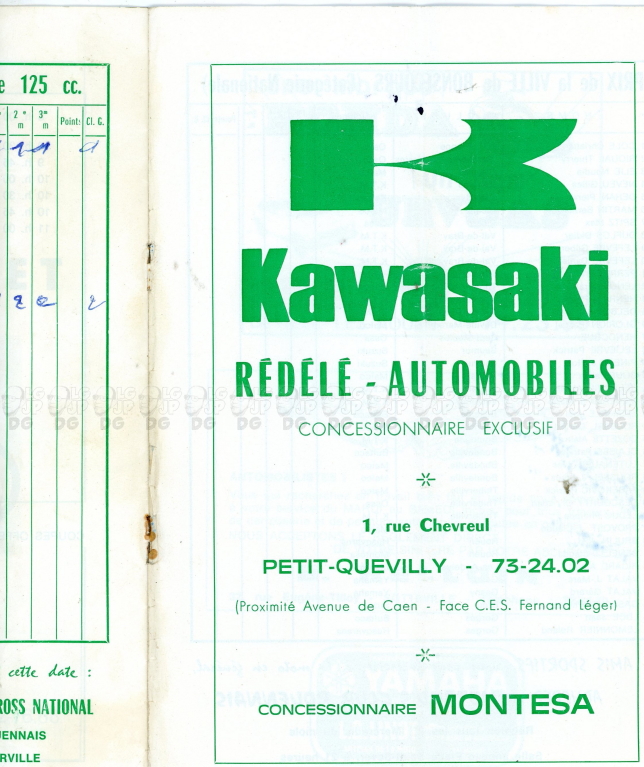 e 125 cc.
2e m
3me m
Points
Cl. G.
cette date :
ROSS NATIONAL
JENNAIS
RVILLE
K
Kawasaki
RÉDÉLÉ - AUTOMOBILES
CONCESSIONNAIRE EXCLUSIF
1, rue Chevreul
PETIT-QUEVILLY - 73-24.02
(Proximité Avenue de Caen - Face C.E.S. Fernand Léger)
CONCESSIONNAIRE MONTESA